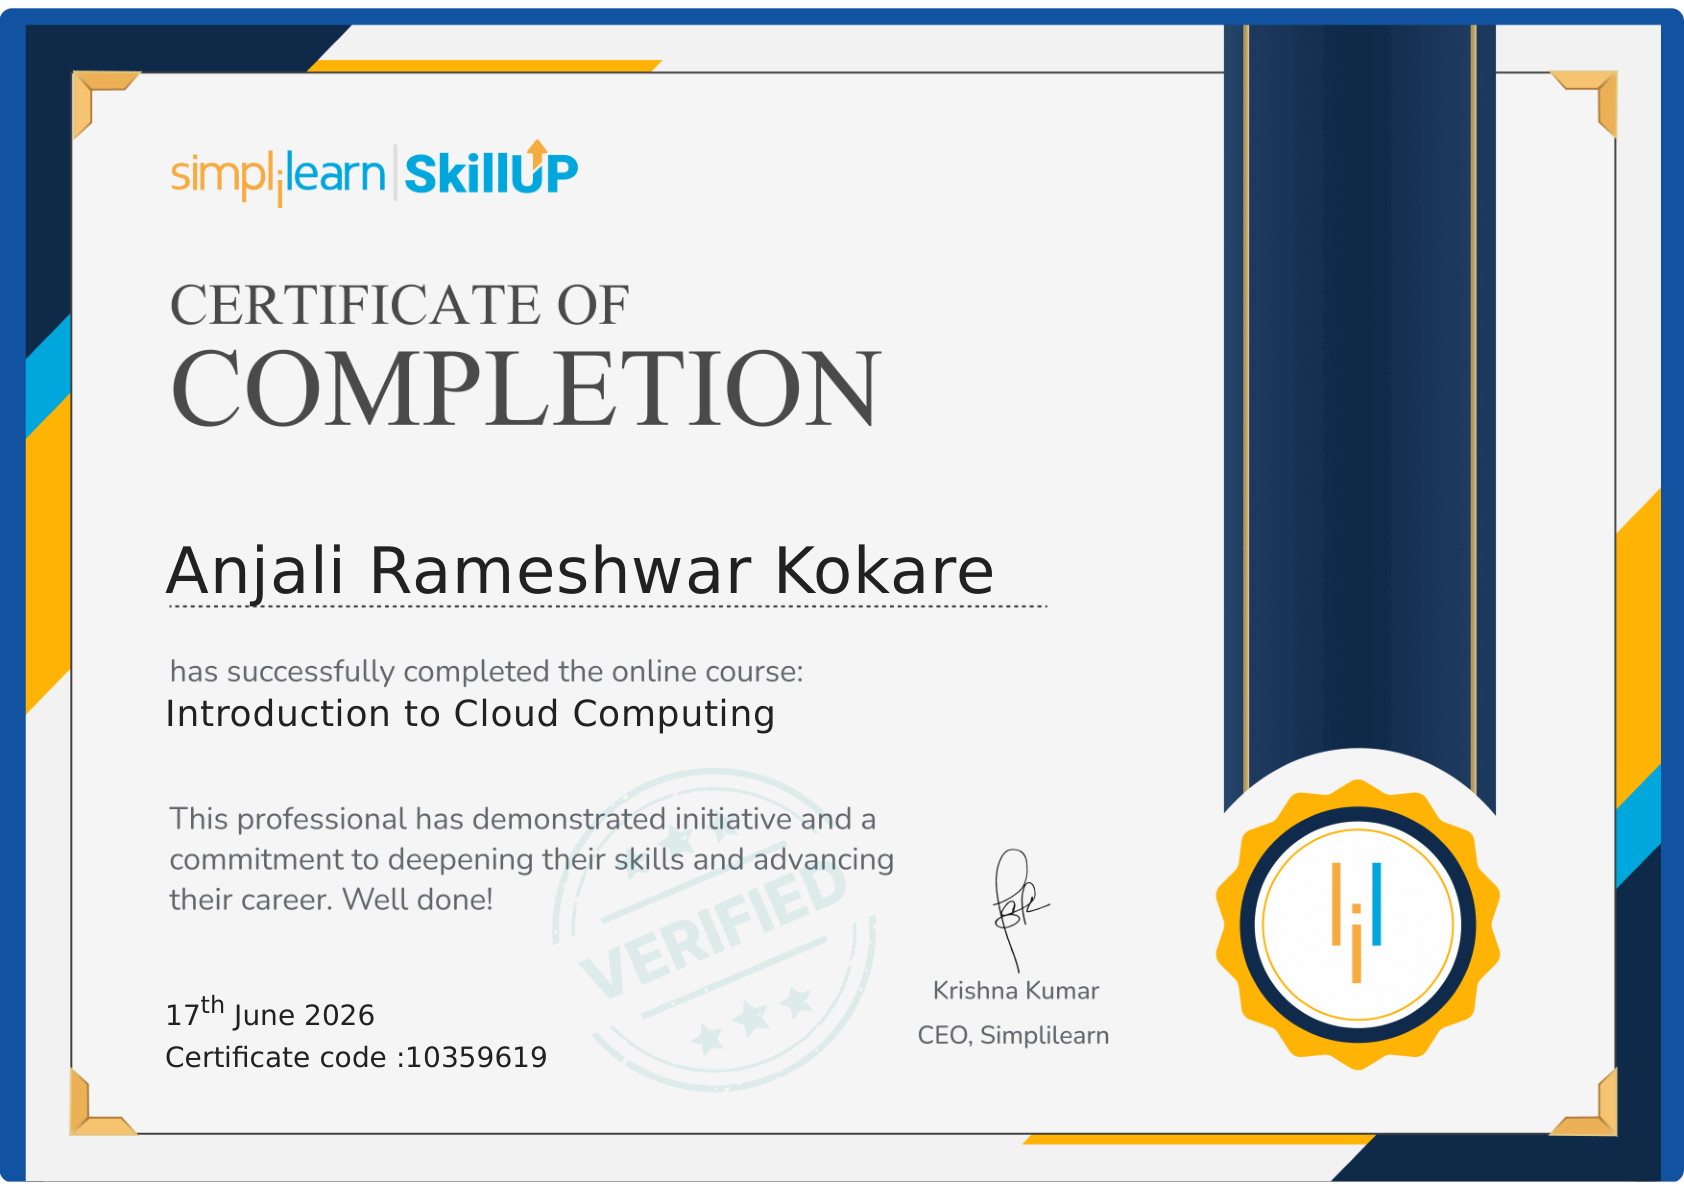 simplilearn | SkillUP
CERTIFICATE OF
COMPLETION
Anjali Rameshwar Kokare
has successfully completed the online course:
Introduction to Cloud Computing
This professional has demonstrated initiative and a
commitment to deepening their skills and advancing
their career. Well done!
VERIFIED
17th June 2026
Certificate code :10359619
Krishna Kumar
CEO, Simplilearn